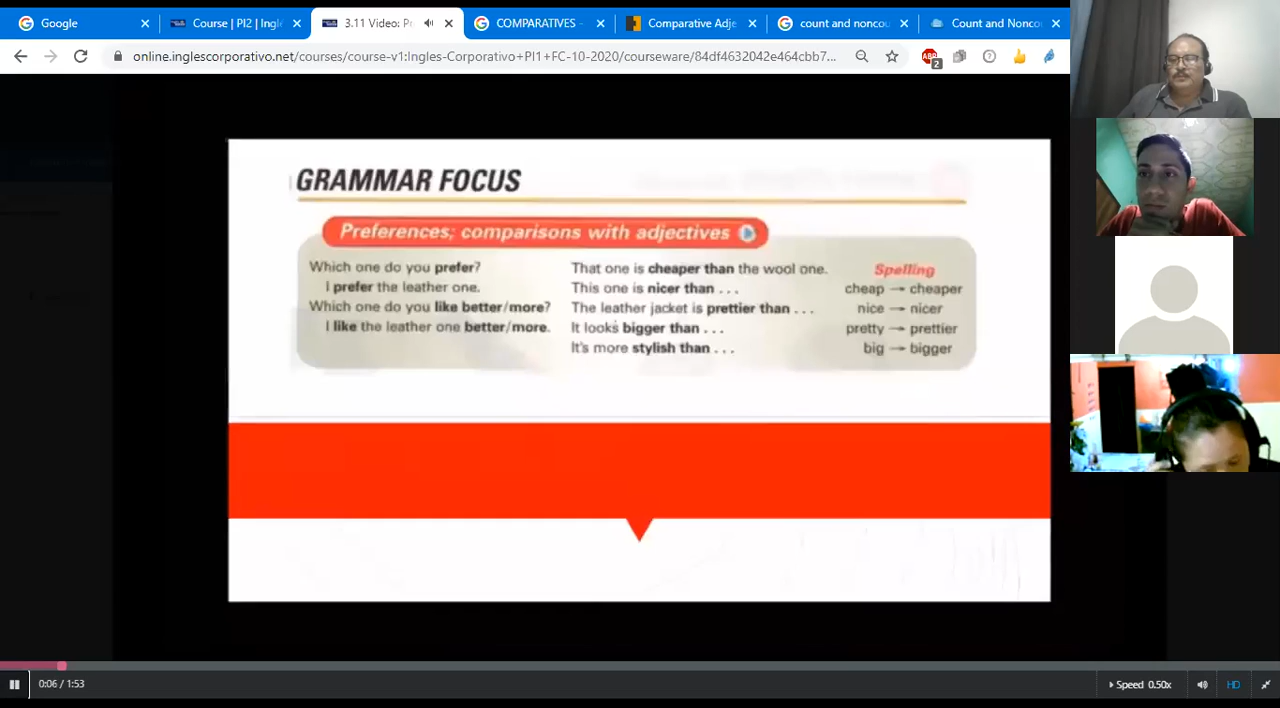 Google
Course | PI2 | Ingl
3.11 Video: Pr
COMPARATIVES -
Comparative Adje
count and noncou
Count and Nonco
online.inglescorporativo.net/courses/course-v1:Ingles-Corporativo+PI1+FC-10-2020/courseware/84df4632042e464cbb7...
ABP
2
GRAMMAR FOCUS
Preferences; comparisons with adjectives
Which one do you prefer?
I prefer the leather one.
Which one do you like better/more?
I like the leather one better/more.
That one is cheaper than the wool one.
This one is nicer than . . .
The leather jacket is prettier than . . .
It looks bigger than . . .
It's more stylish than . . .
Spelling
cheap → cheaper
nice → nicer
pretty → prettier
big → bigger
0:06 / 1:53
Speed 0.50x
HD